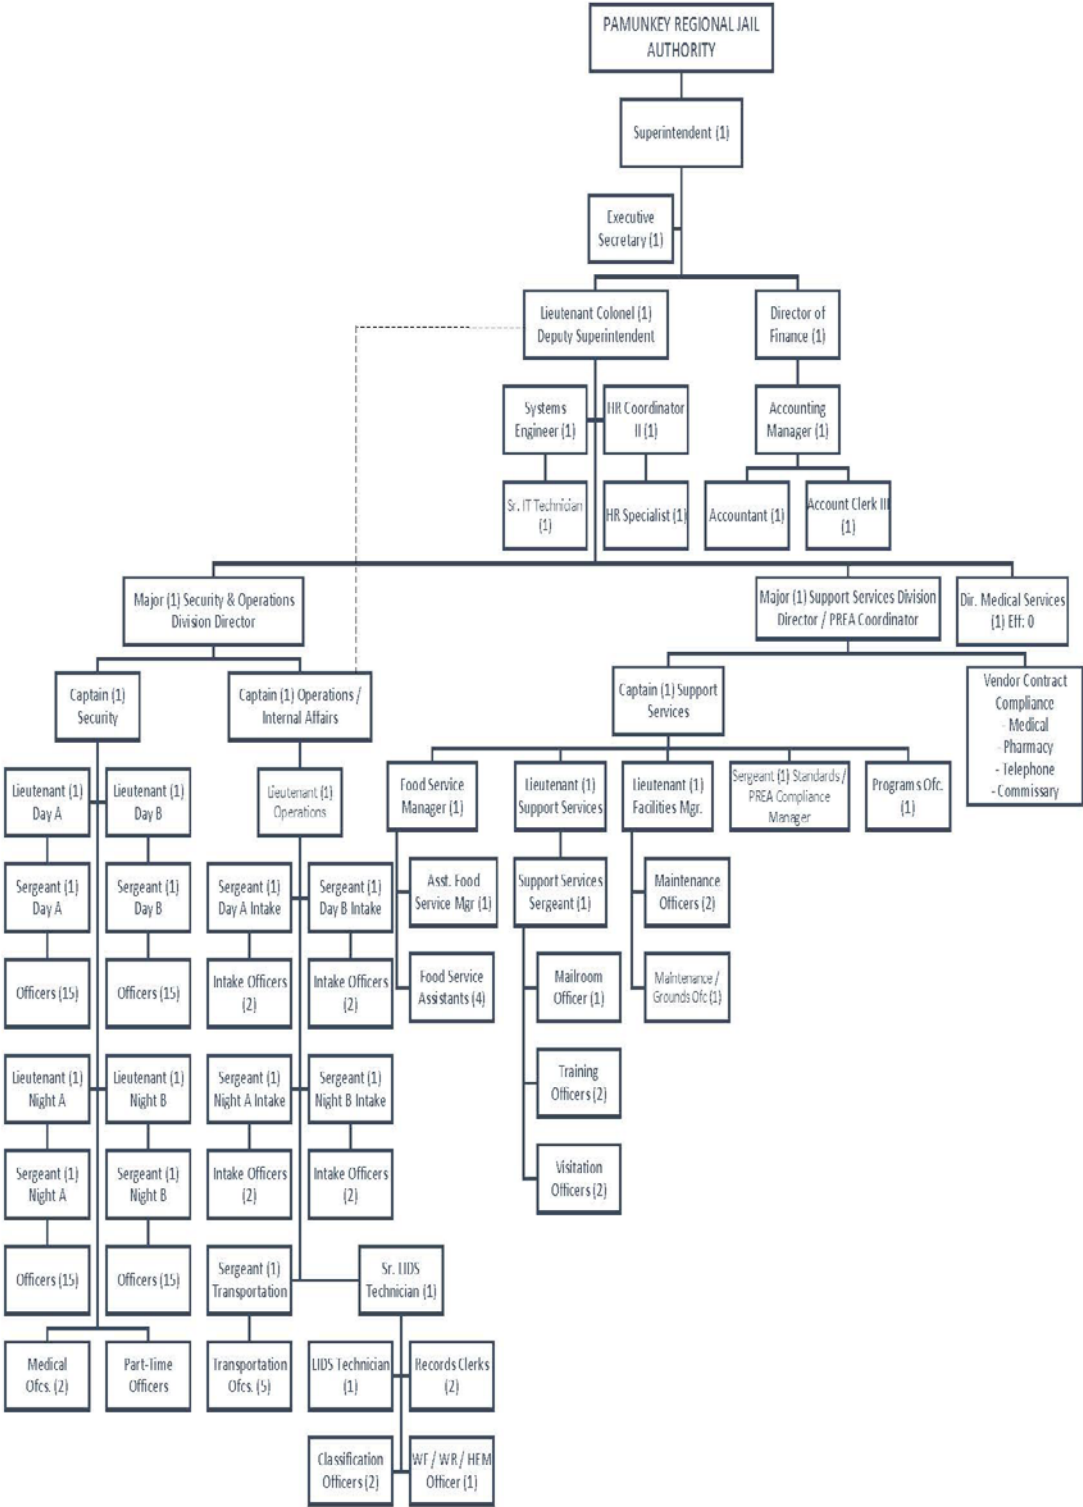 PAMUNKEY REGIONAL JAIL
AUTHORITY
Superintendent (1)
Executive
Secretary (1)
Lieutenant Colonel (1)
Deputy Superintendent
Director of
Finance (1)
Systems
Engineer (1)
HR Coordinator
II (1)
Accounting
Manager (1)
Sr. IT Technician
(1)
HR Specialist (1)
Accountant (1)
Account Clerk III
(1)
Major (1) Security & Operations
Division Director
Major (1) Support Services Division
Director / PREA Coordinator
Dir. Medical Services
(1) Eff: 0
Captain (1)
Security
Captain (1) Operations /
Internal Affairs
Captain (1) Support
Services
Vendor Contract
Compliance
- Medical
- Pharmacy
- Telephone
- Commissary
Lieutenant (1)
Day A
Lieutenant (1)
Day B
Lieutenant (1)
Operations
Food Service
Manager (1)
Lieutenant (1)
Support Services
Lieutenant (1)
Facilities Mgr.
Sergeant (1) Standards /
PREA Compliance
Manager
Programs Ofc.
(1)
Sergeant (1)
Day A
Sergeant (1)
Day B
Sergeant (1)
Day A Intake
Sergeant (1)
Day B Intake
Asst. Food
Service Mgr (1)
Support Services
Sergeant (1)
Maintenance
Officers (2)
Officers (15)
Officers (15)
Intake Officers
(2)
Intake Officers
(2)
Food Service
Assistants (4)
Mailroom
Officer (1)
Maintenance /
Grounds Ofc (1)
Lieutenant (1)
Night A
Lieutenant (1)
Night B
Sergeant (1)
Night A Intake
Sergeant (1)
Night B Intake
Training
Officers (2)
Sergeant (1)
Night A
Sergeant (1)
Night B
Intake Officers
(2)
Intake Officers
(2)
Visitation
Officers (2)
Officers (15)
Officers (15)
Sergeant (1)
Transportation
Sr. LIDS
Technician (1)
Medical
Ofcs. (2)
Part-Time
Officers
Transportation
Ofcs. (5)
LIDS Technician
(1)
Records Clerks
(2)
Classification
Officers (2)
WF / WR / HEM
Officer (1)